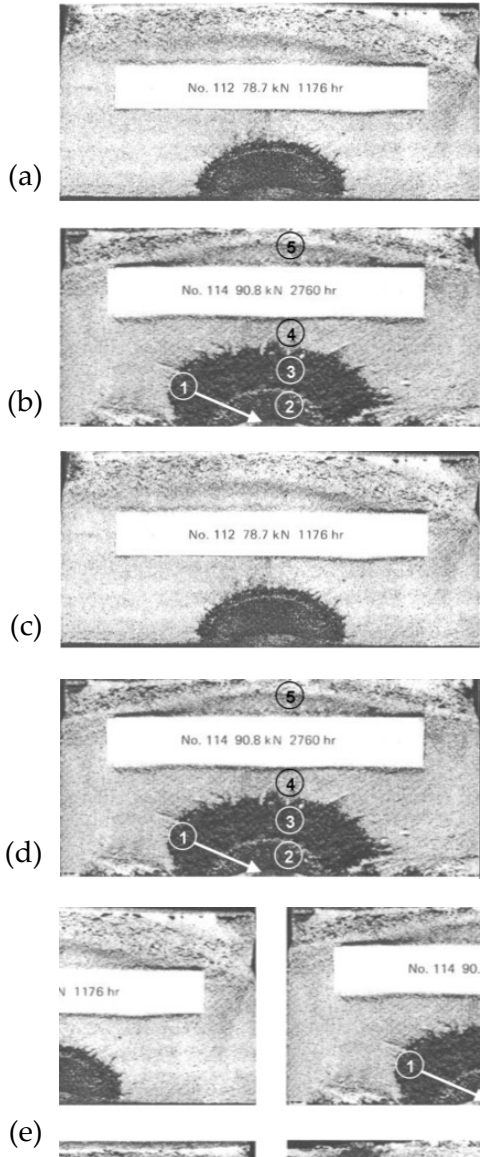 No. 112 78.7 kN 1176 hr
(a)
5
No. 114 90.8 kN 2760 hr
4
3
1
2
(b)
No. 112 78.7 kN 1176 hr
(c)
5
No. 114 90.8 kN 2760 hr
4
3
1
2
(d)
N 1176 hr
No. 114 90.
1
(e)